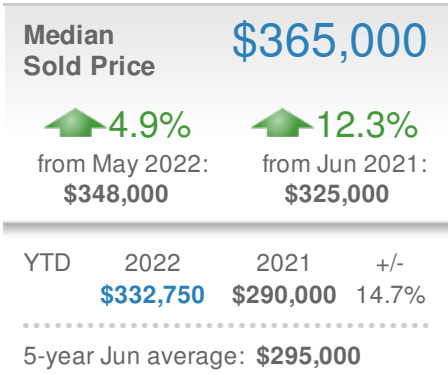 Median
Sold Price
$365,000
4.9%
from May 2022:
$348,000
12.3%
from Jun 2021:
$325,000
YTD 2022 2021 +/-
$332,750 $290,000 14.7%
5-year Jun average: $295,000